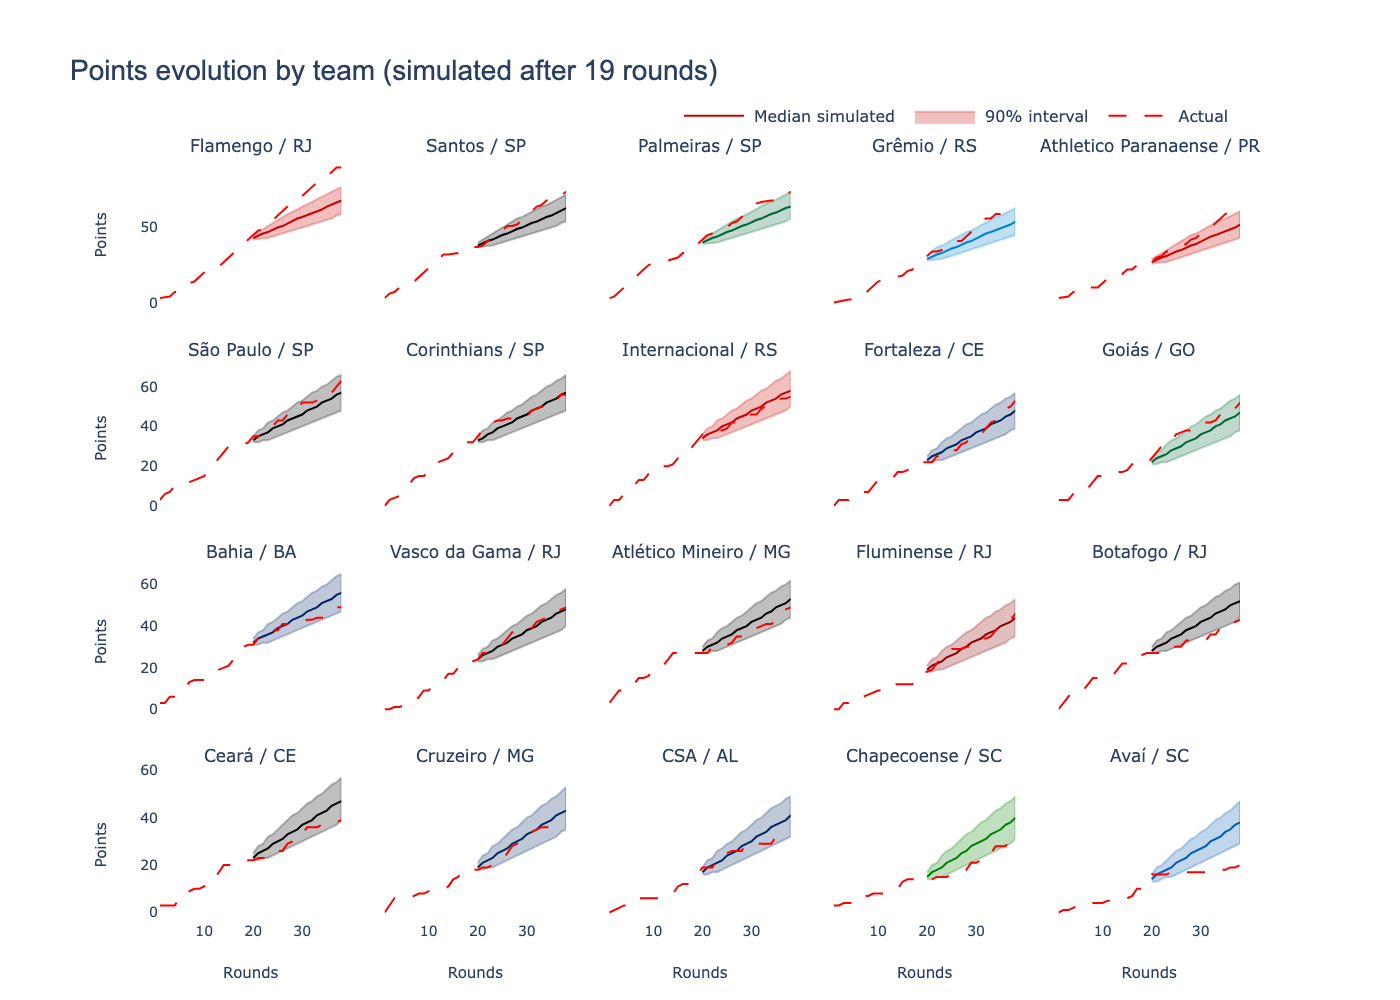 Points evolution by team (simulated after 19 rounds)
Median simulated 90% interval Actual
Flamengo / RJ Santos / SP Palmeiras / SP Grêmio / RS Athletico Paranaense / PR
Points
50
0
São Paulo / SP Corinthians / SP Internacional / RS Fortaleza / CE Goiás / GO
Points
60
40
20
0
Bahia / BA Vasco da Gama / RJ Atlético Mineiro / MG Fluminense / RJ Botafogo / RJ
Points
60
40
20
0
Ceará / CE Cruzeiro / MG CSA / AL Chapecoense / SC Avaí / SC
Points
60
40
20
0
10 20 30 10 20 30 10 20 30 10 20 30 10 20 30
Rounds Rounds Rounds Rounds Rounds